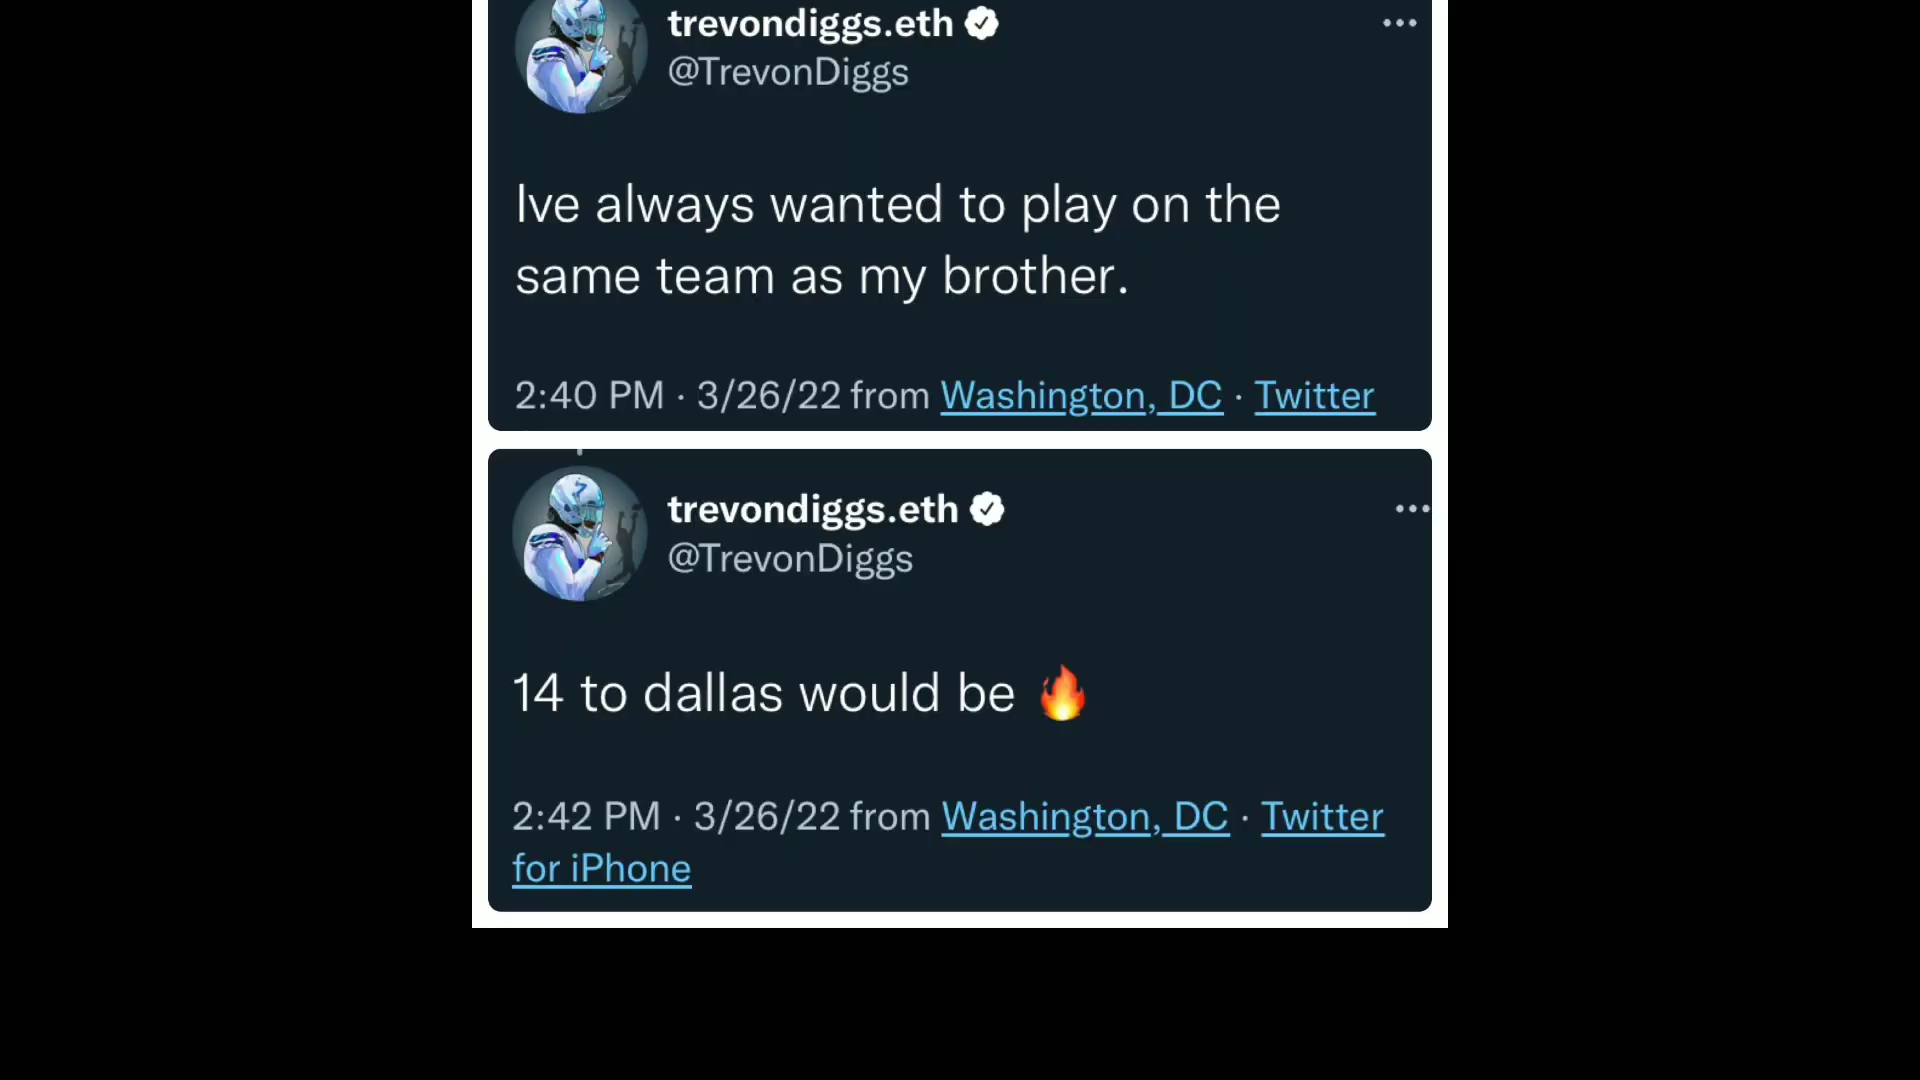 trevondiggs.eth
@TrevonDiggs
Ive always wanted to play on the
same team as my brother.
2:40 PM · 3/26/22 from Washington, DC · Twitter
trevondiggs.eth
@TrevonDiggs
14 to dallas would be 🔥
2:42 PM · 3/26/22 from Washington, DC · Twitter
for iPhone